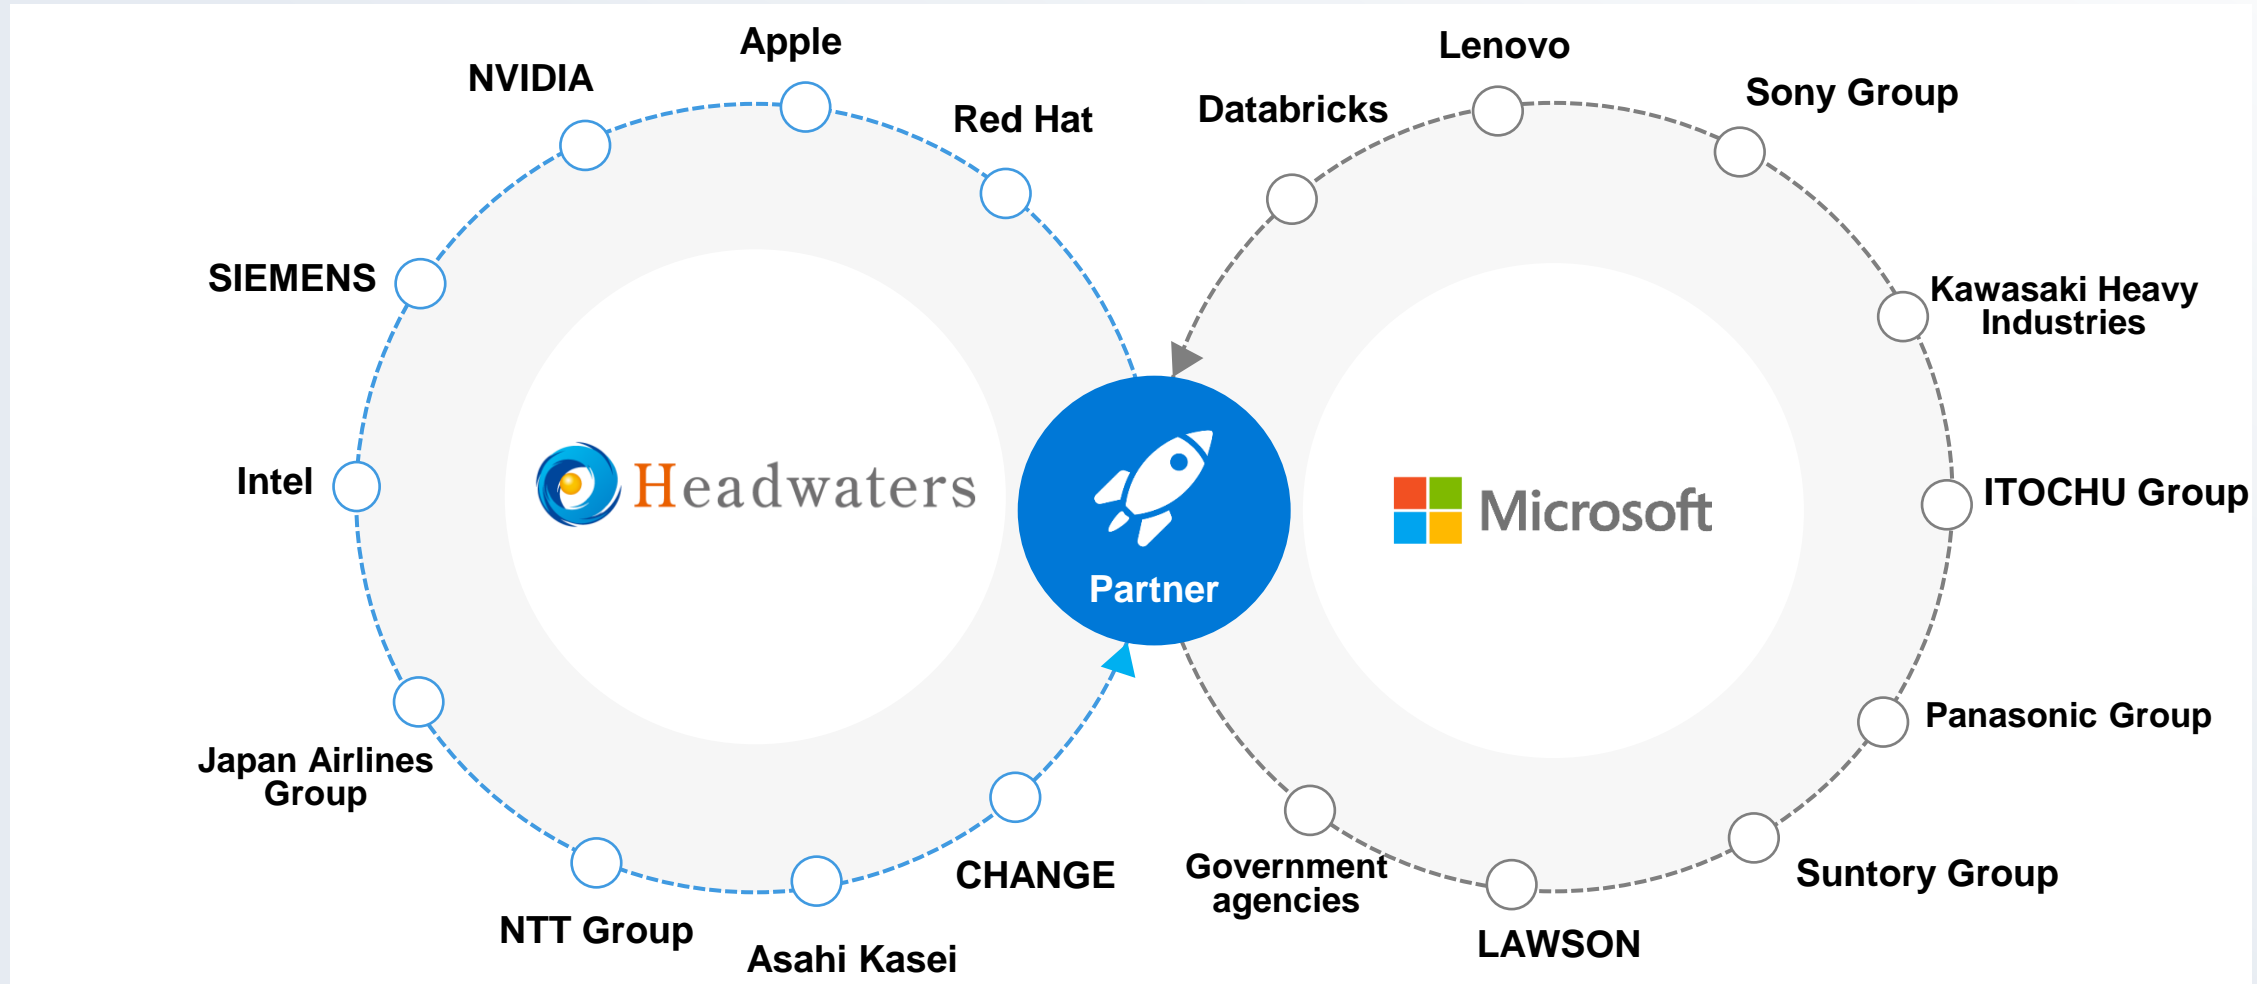 Apple
Lenovo
NVIDIA
Sony Group
Databricks
Red Hat
SIEMENS
Kawasaki Heavy
Industries
Intel
Headwaters
Microsoft
ITOCHU Group
Partner
Panasonic Group
Japan Airlines
Group
Government
agencies
CHANGE
Suntory Group
NTT Group
LAWSON
Asahi Kasei